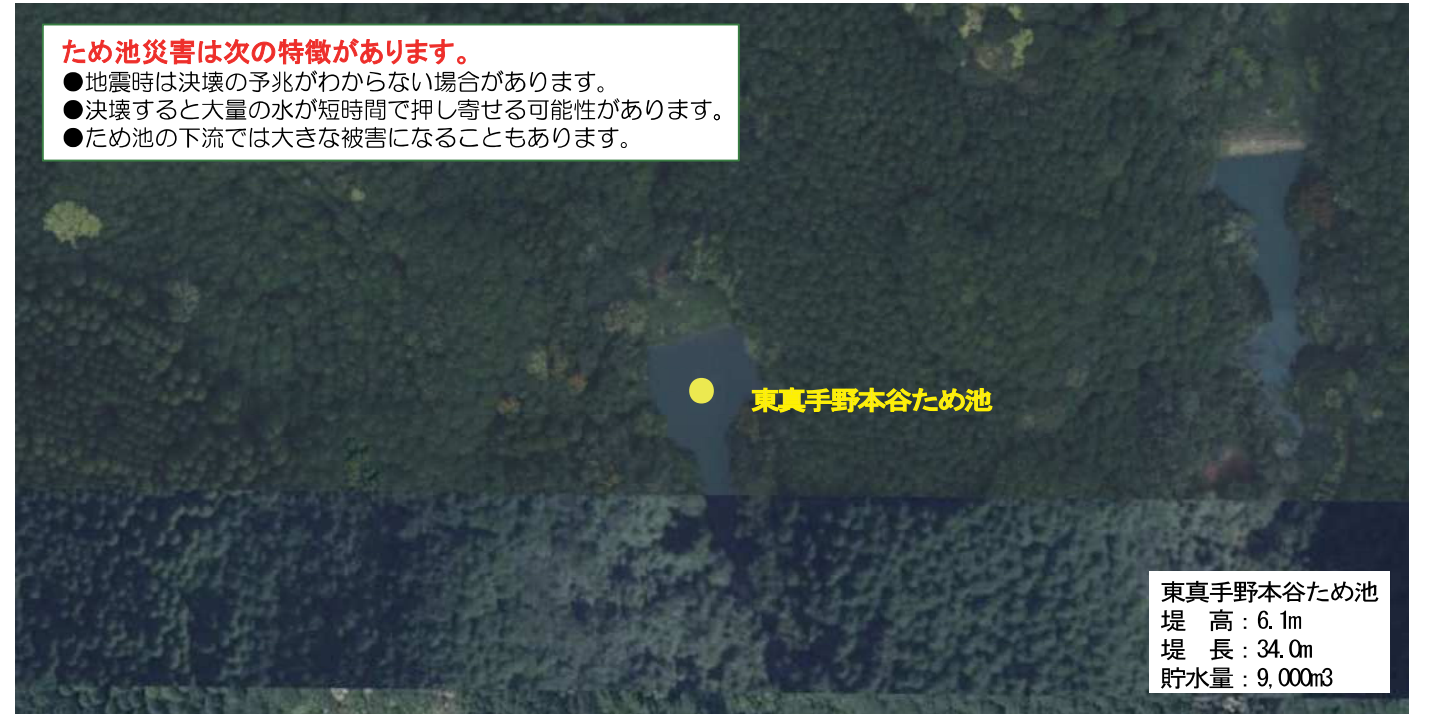 ため池災害は次の特徴があります。
●地震時は決壊の予兆がわからない場合があります。
●決壊すると大量の水が短時間で押し寄せる可能性があります。
●ため池の下流では大きな被害になることもあります。
東真手野本谷ため池
東真手野本谷ため池
堤　高：6.1m
堤　長：34.0m
貯水量：9,000m3